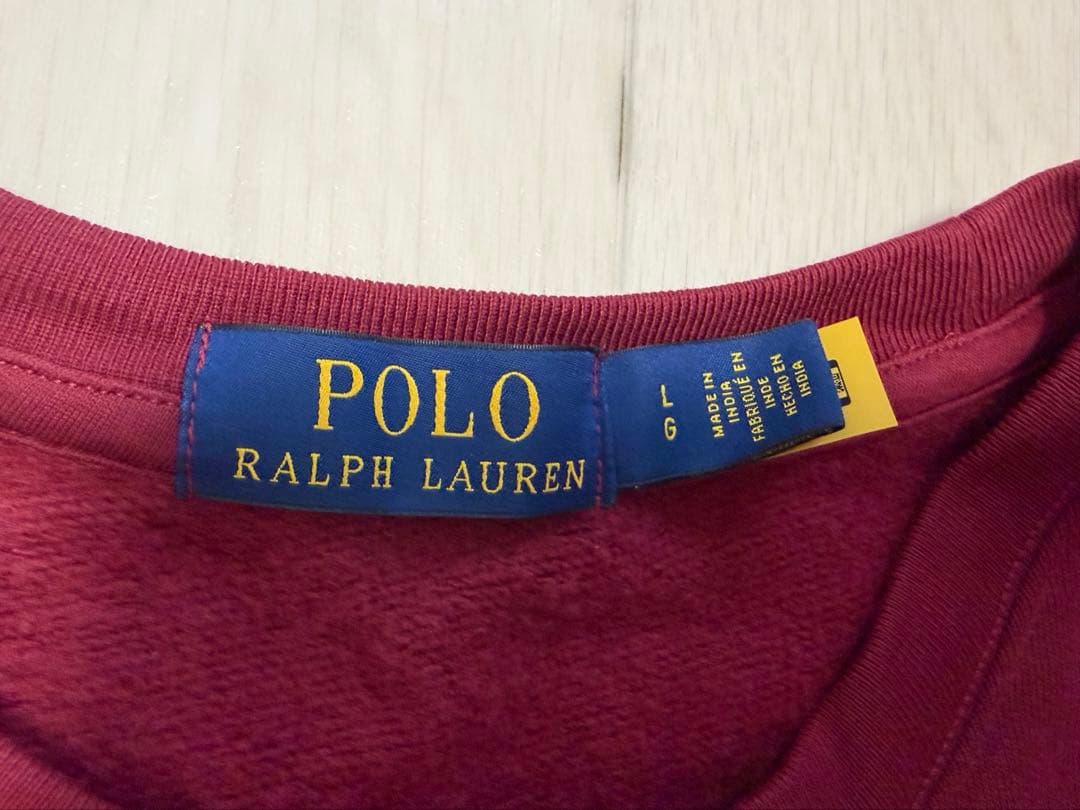 POLO
RALPH LAUREN
L
G
MADE IN
INDIA
FABRIQUÉ EN
INDE
HECHO EN
INDIA